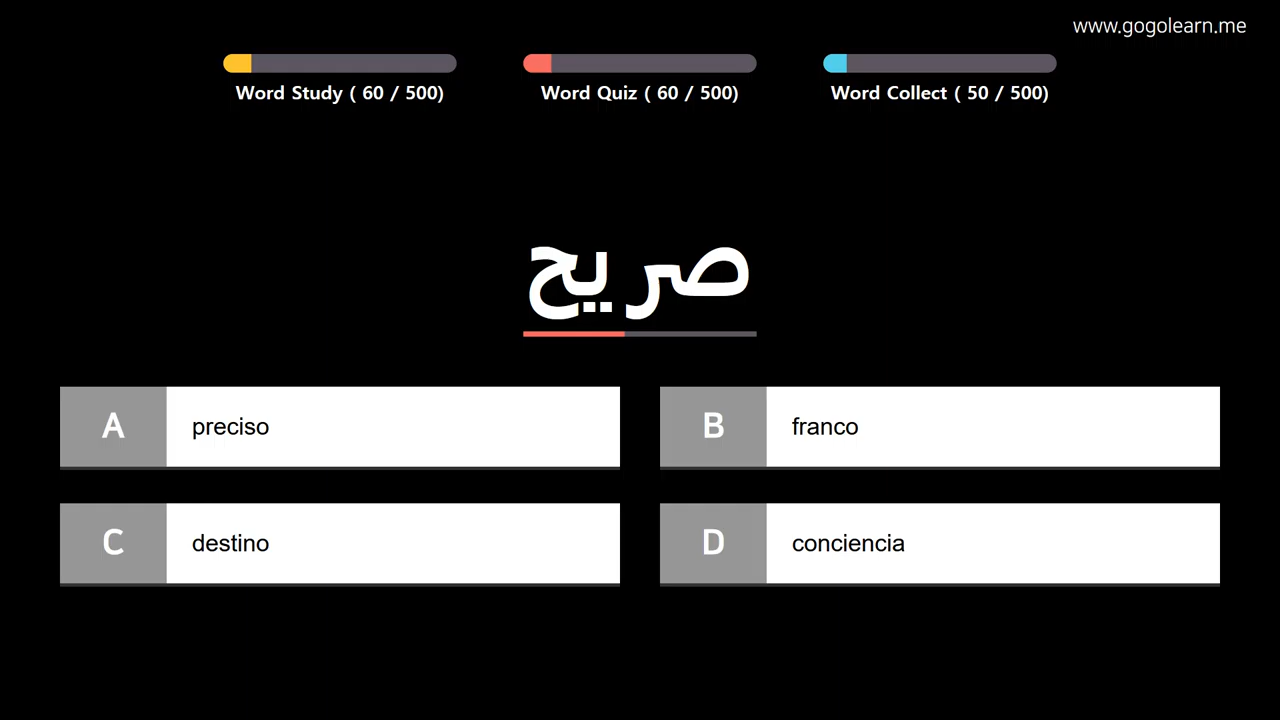 www.gogolearn.me
Word Study ( 60 / 500)
Word Quiz ( 60 / 500)
Word Collect ( 50 / 500)
صريح
A preciso
B franco
C destino
D conciencia